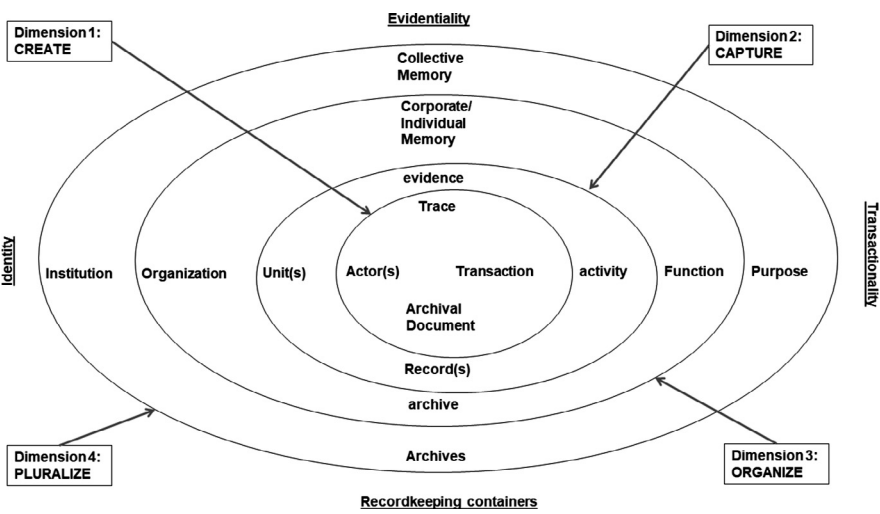 Evidentiality
Dimension 1:
CREATE
Dimension 2:
CAPTURE
Collective
Memory
Corporate/
Individual
Memory
evidence
Trace
Identity
Institution Organization Unit(s) Actor(s) Transaction activity Function Purpose
Transactionality
Archival
Document
Record(s)
archive
Archives
Dimension 4:
PLURALIZE
Dimension 3:
ORGANIZE
Recordkeeping containers